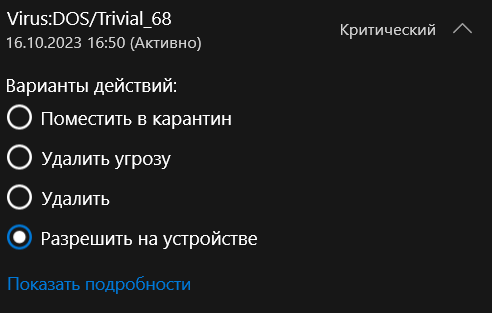 Virus:DOS/Trivial_68
16.10.2023 16:50 (Активно)
Критический
Варианты действий:
Поместить в карантин
Удалить угрозу
Удалить
Разрешить на устройстве
Показать подробности